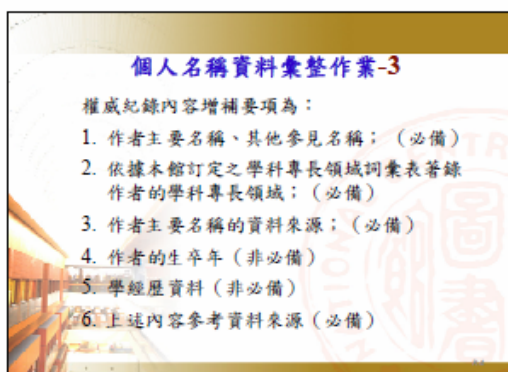 個人名稱資料彙整作業-3
權威紀錄內容增補要項為：
1. 作者主要名稱、其他參見名稱；（必備）
2. 依據本館訂定之學科專長領域詞彙表著錄
作者的學科專長領域；（必備）
3. 作者主要名稱的資料來源；（必備）
4. 作者的生卒年（非必備）
5. 學經歷資料（非必備）
6. 上述內容參考資料來源（必備）
圖
書